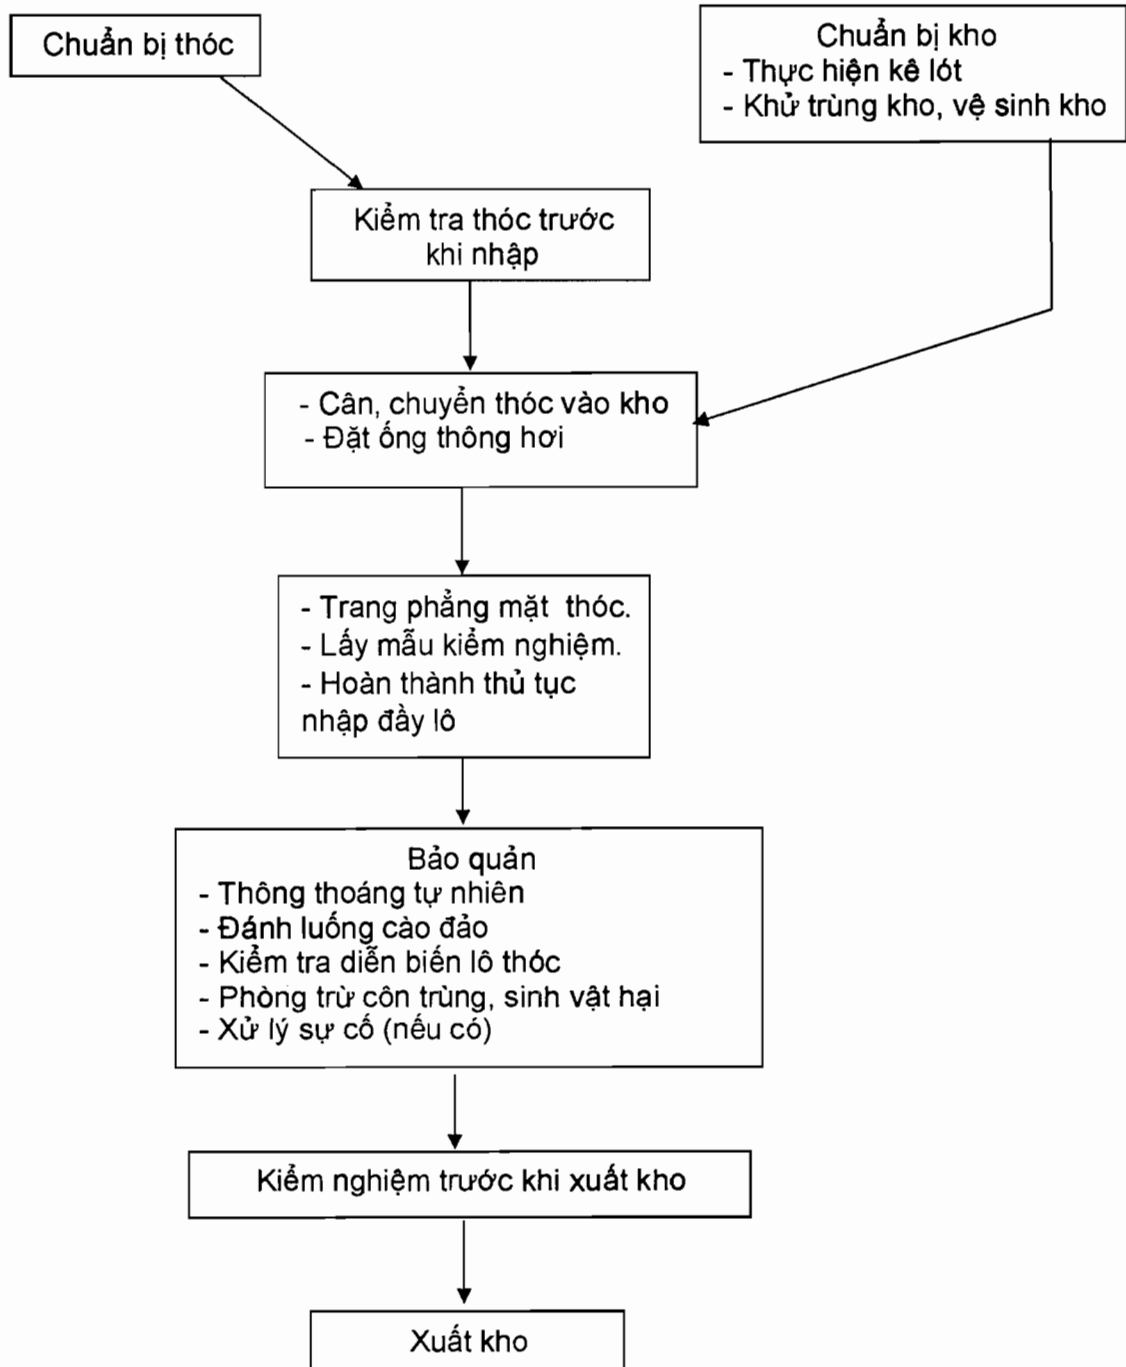 Chuẩn bị thóc
Chuẩn bị kho
- Thực hiện kê lót
- Khử trùng kho, vệ sinh kho
Kiểm tra thóc trước
khi nhập
- Cân, chuyển thóc vào kho
- Đặt ống thông hơi
- Trang phẳng mặt thóc.
- Lấy mẫu kiểm nghiệm.
- Hoàn thành thủ tục
nhập đầy lô
Bảo quản
- Thông thoáng tự nhiên
- Đánh luống cào đảo
- Kiểm tra diễn biến lô thóc
- Phòng trừ côn trùng, sinh vật hại
- Xử lý sự cố (nếu có)
Kiểm nghiệm trước khi xuất kho
Xuất kho